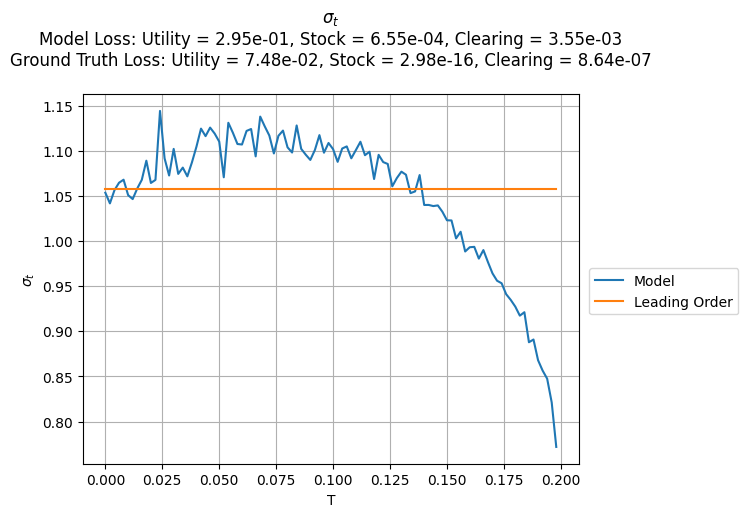 σₜ
Model Loss: Utility = 2.95e-01, Stock = 6.55e-04, Clearing = 3.55e-03
Ground Truth Loss: Utility = 7.48e-02, Stock = 2.98e-16, Clearing = 8.64e-07
1.15
1.10
1.05
1.00
0.95
0.90
0.85
0.80
σₜ
0.000 0.025 0.050 0.075 0.100 0.125 0.150 0.175 0.200
T
Model
Leading Order